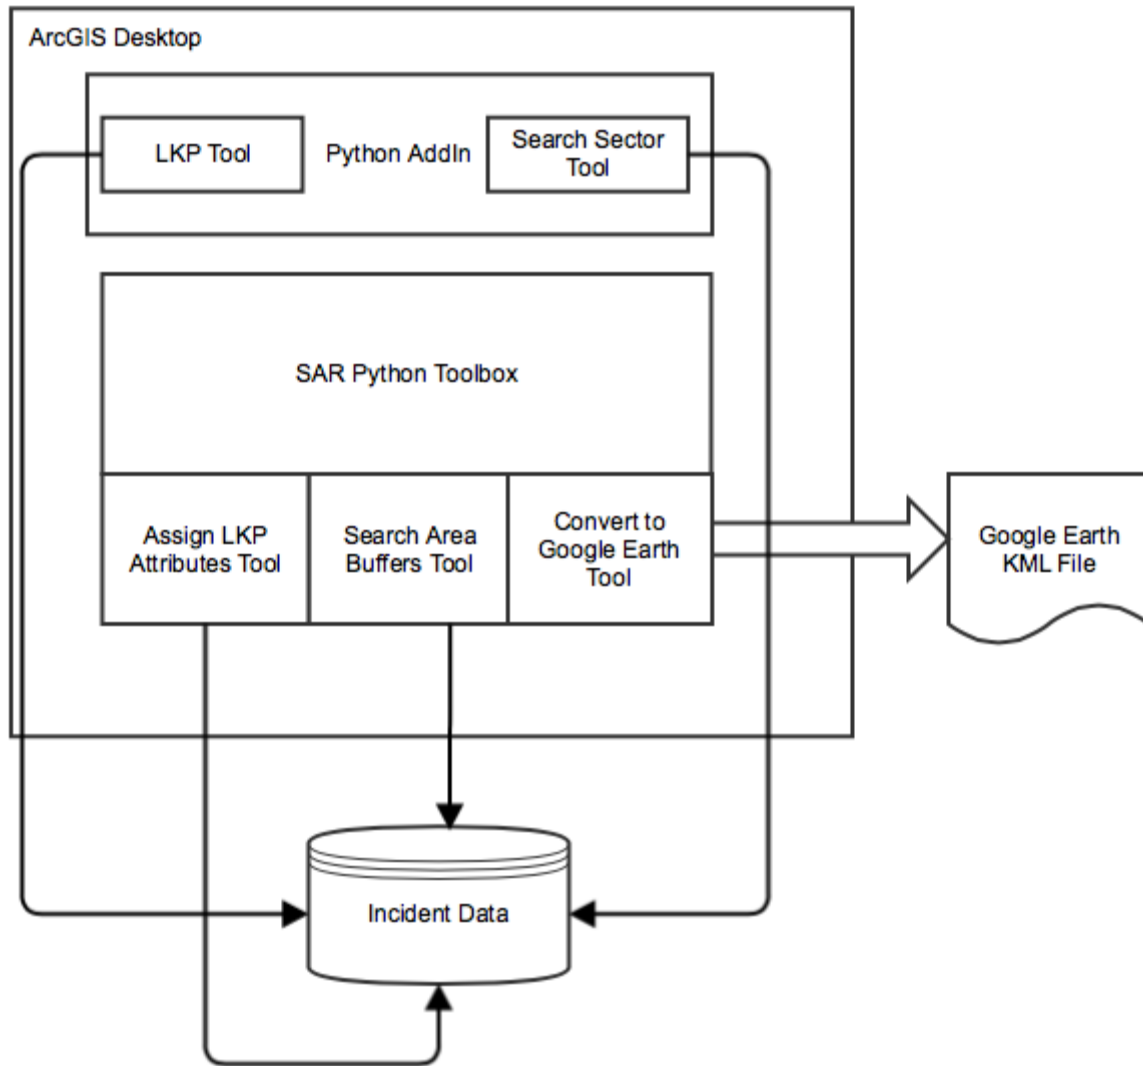 ArcGIS Desktop
LKP Tool
Python AddIn
Search Sector
Tool
SAR Python Toolbox
Assign LKP
Attributes Tool
Search Area
Buffers Tool
Convert to
Google Earth
Tool
Google Earth
KML File
Incident Data